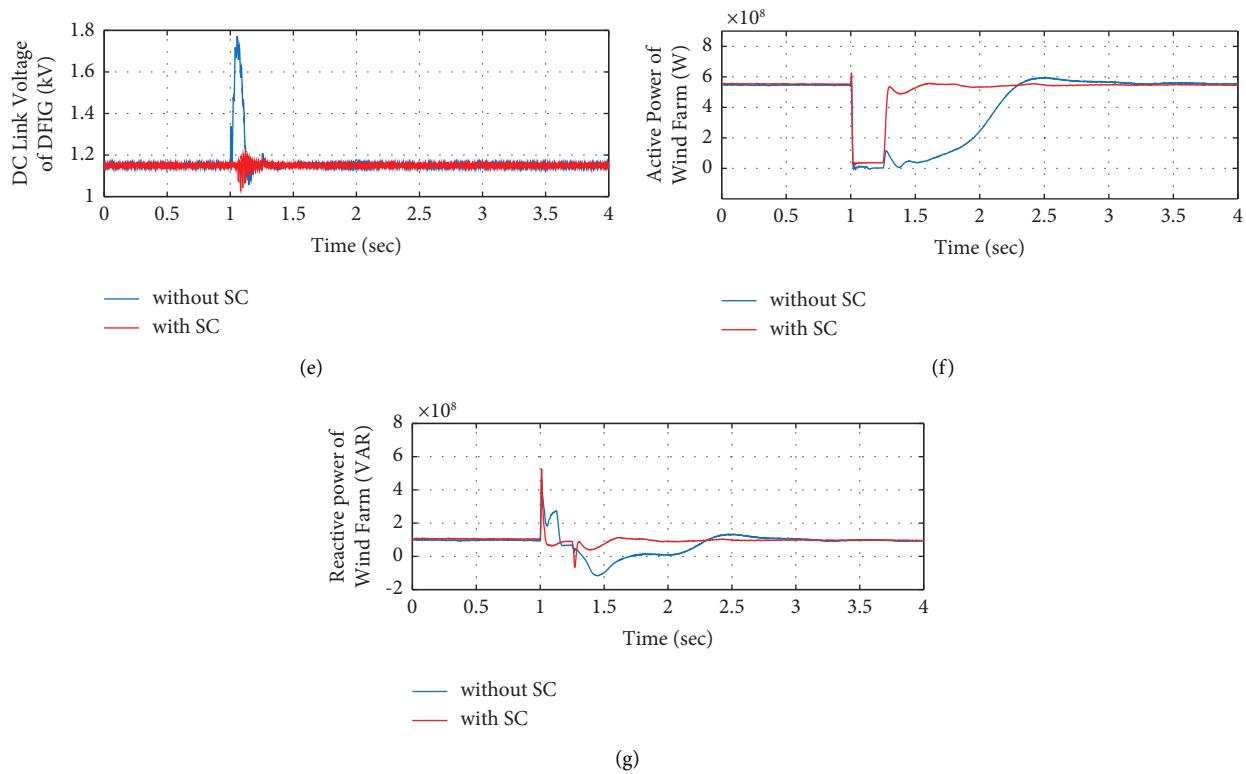 1.8
1.6
1.4
1.2
1
DC Link Voltage
of DFIG (kV)
0 0.5 1 1.5 2 2.5 3 3.5 4
Time (sec)
without SC
with SC
(e)
×10⁸
8
6
4
2
0
Active Power of
Wind Farm (W)
0 0.5 1 1.5 2 2.5 3 3.5 4
Time (sec)
without SC
with SC
(f)
×10⁸
8
6
4
2
0
-2
Reactive power of
Wind Farm (VAR)
0 0.5 1 1.5 2 2.5 3 3.5 4
Time (sec)
without SC
with SC
(g)